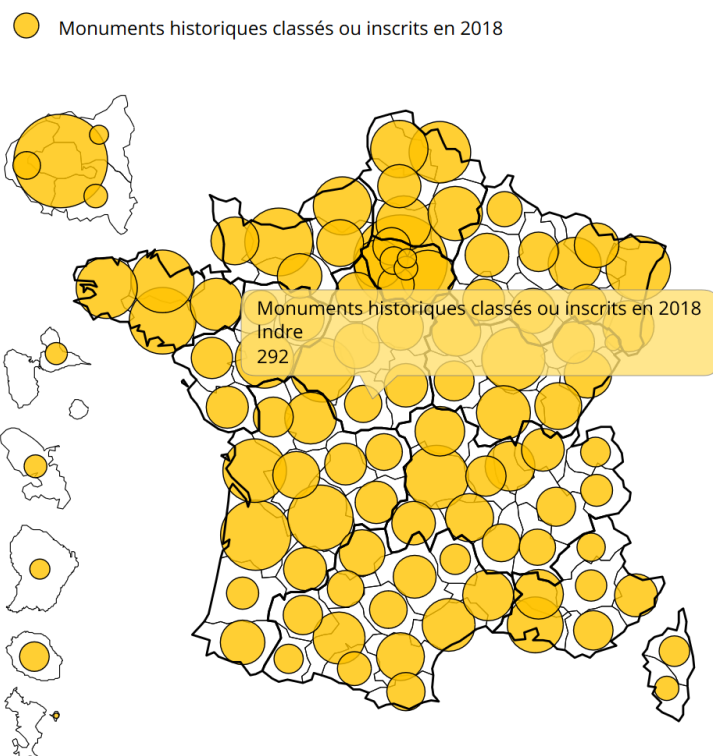 Monuments historiques classés ou inscrits en 2018
Monuments historiques classés ou inscrits en 2018
Indre
292